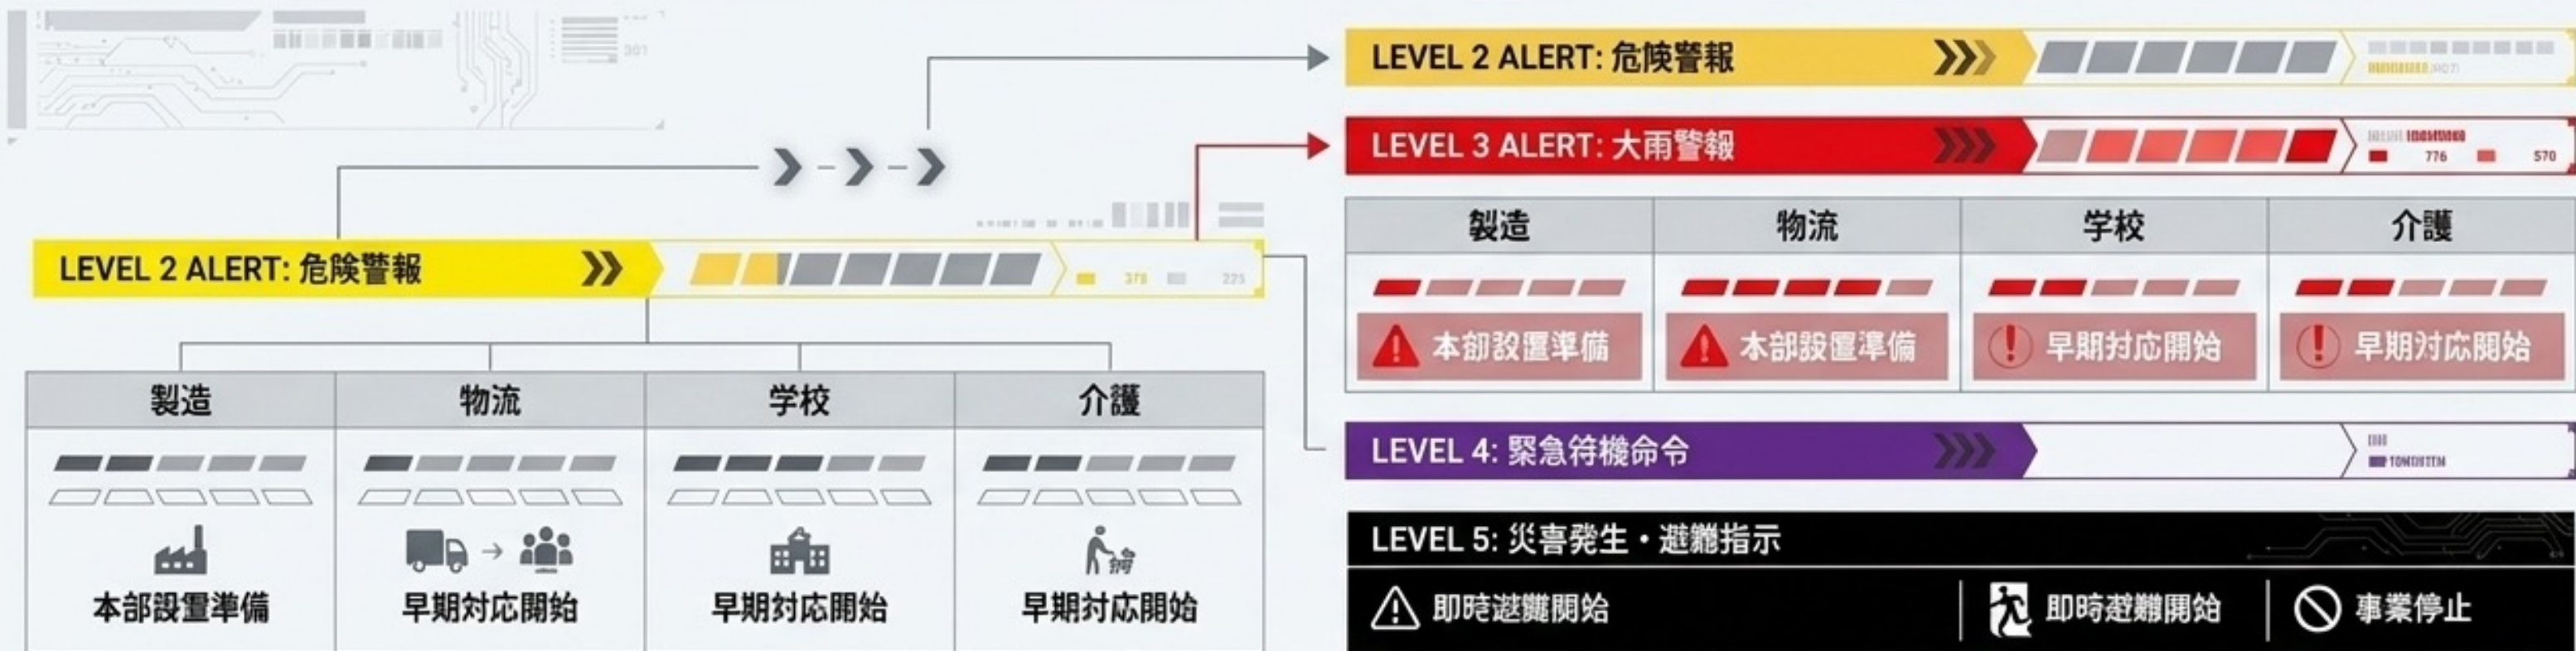 301
LEVEL 2 ALERT: 危険警報
378 225
製造 物流 学校 介護
本部設置準備 早期対応開始 早期対応開始 早期対応開始
LEVEL 2 ALERT: 危険警報
LEVEL 3 ALERT: 大雨警報
776 570
製造 物流 学校 介護
本部設置準備 本部設置準備 早期対応開始 早期対応開始
LEVEL 4: 緊急待機命令
LEVEL 5: 災害発生・避難指示
即時避難開始 即時避難開始 事業停止